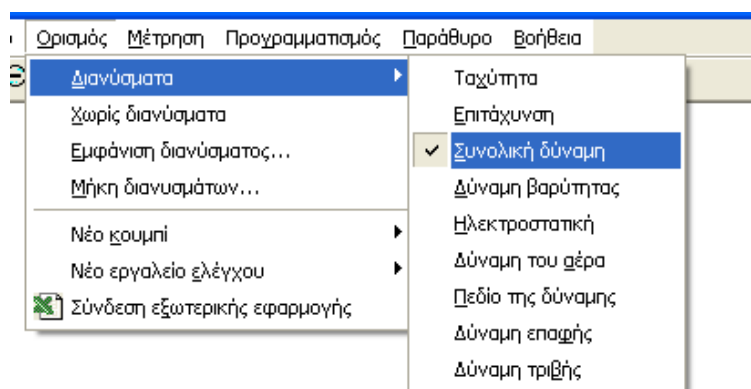 Ορισμός Μέτρηση Προγραμματισμός Παράθυρο Βοήθεια
Διανύσματα
Χωρίς διανύσματα
Εμφάνιση διανύσματος...
Μήκη διανυσμάτων...
Νέο κουμπί
Νέο εργαλείο ελέγχου
Σύνδεση εξωτερικής εφαρμογής
Ταχύτητα
Επιτάχυνση
Συνολική δύναμη
Δύναμη βαρύτητας
Ηλεκτροστατική
Δύναμη του αέρα
Πεδίο της δύναμης
Δύναμη επαφής
Δύναμη τριβής